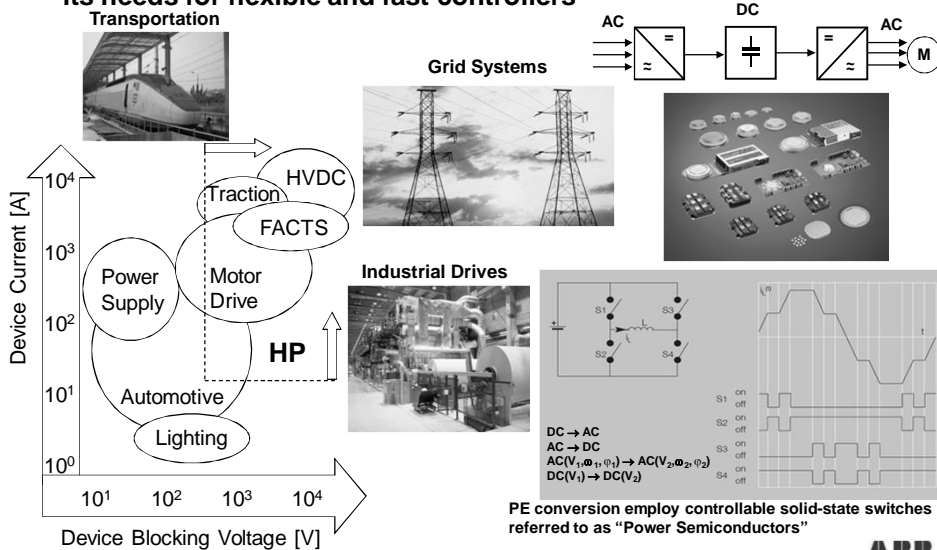 its needs for flexible and fast controllers
Transportation
Grid Systems
AC
DC
AC
=
≈
=
≈
M
Device Current [A]
10⁴
10³
10²
10¹
10⁰
HVDC
Traction
FACTS
Power
Supply
Motor
Drive
HP
Automotive
Lighting
10¹
10²
10³
10⁴
Device Blocking Voltage [V]
Industrial Drives
+
S1
S3
L
i_L
S2
S4
DC → AC
AC → DC
AC(V₁,ω₁, φ₁) → AC(V₂,ω₂, φ₂)
DC(V₁) → DC(V₂)
i_L(t)
t
S1 on
off
S2 on
off
S3 on
off
S4 on
off
PE conversion employ controllable solid-state switches
referred to as “Power Semiconductors”
ABB